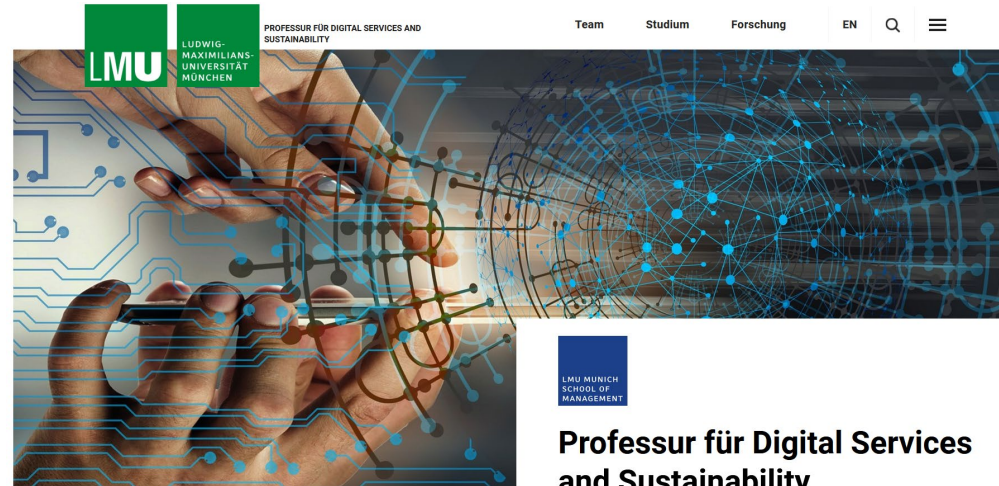 LMU
LUDWIG-
MAXIMILIANS-
UNIVERSITÄT
MÜNCHEN
PROFESSUR FÜR DIGITAL SERVICES AND
SUSTAINABILITY
Team Studium Forschung EN
LMU MUNICH
SCHOOL OF
MANAGEMENT
Professur für Digital Services
and Sustainability